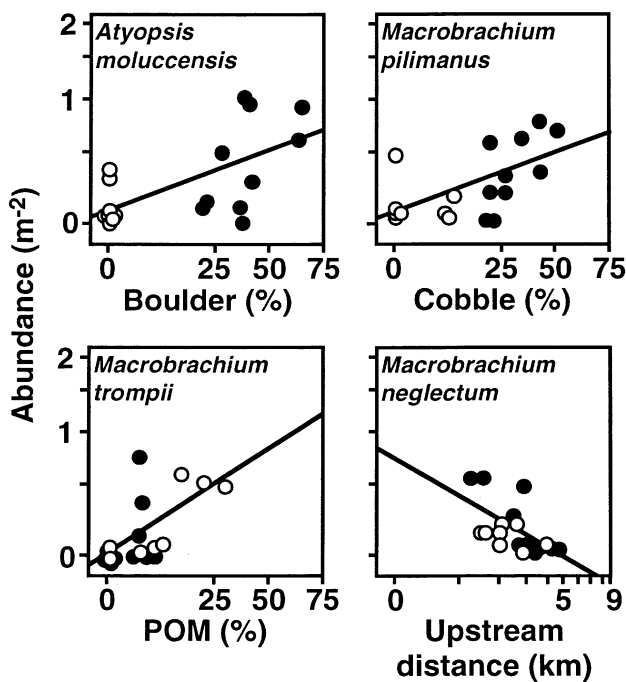 Abundance (m-2)
2
1
0
Atyopsis
moluccensis
0
25
50
75
Boulder (%)
Macrobrachium
pilimanus
0
25
50
75
Cobble (%)
2
1
0
Macrobrachium
trompii
0
25
50
75
POM (%)
Macrobrachium
neglectum
0
5
9
Upstream
distance (km)